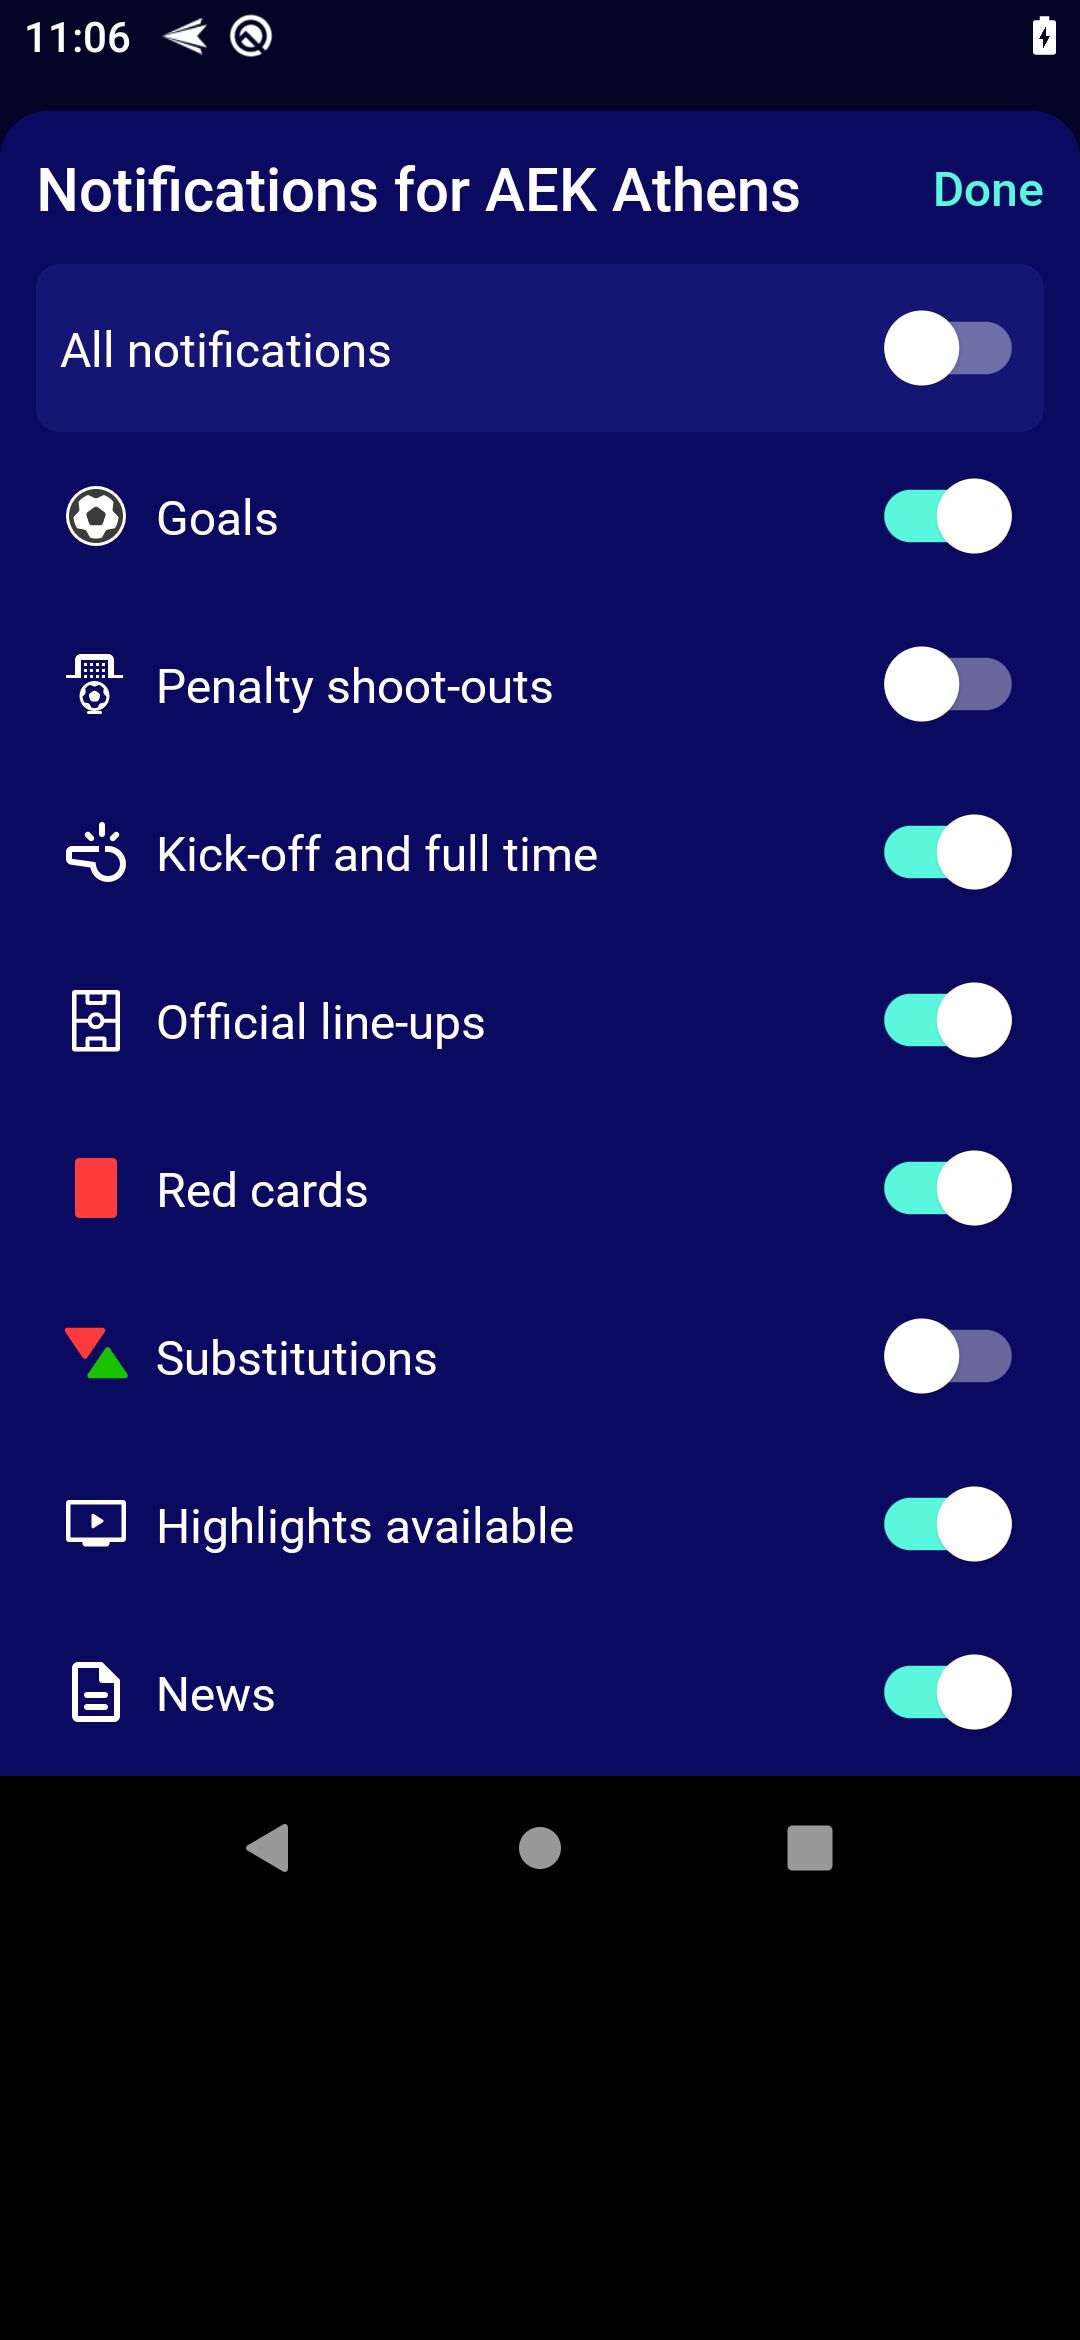 11:06
Notifications for AEK Athens
Done
All notifications
Goals
Penalty shoot-outs
Kick-off and full time
Official line-ups
Red cards
Substitutions
Highlights available
News